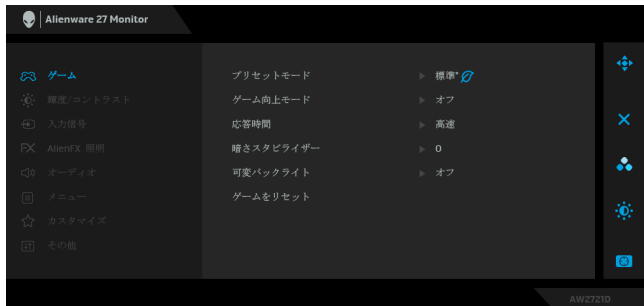 Alienware 27 Monitor
ゲーム
輝度/コントラスト
入力信号
AlienFX 照明
オーディオ
メニュー
カスタマイズ
その他
プリセットモード 標準*
ゲーム向上モード オフ
応答時間 高速
暗さスタビライザー 0
可変バックライト オフ
ゲームをリセット
AW2721D